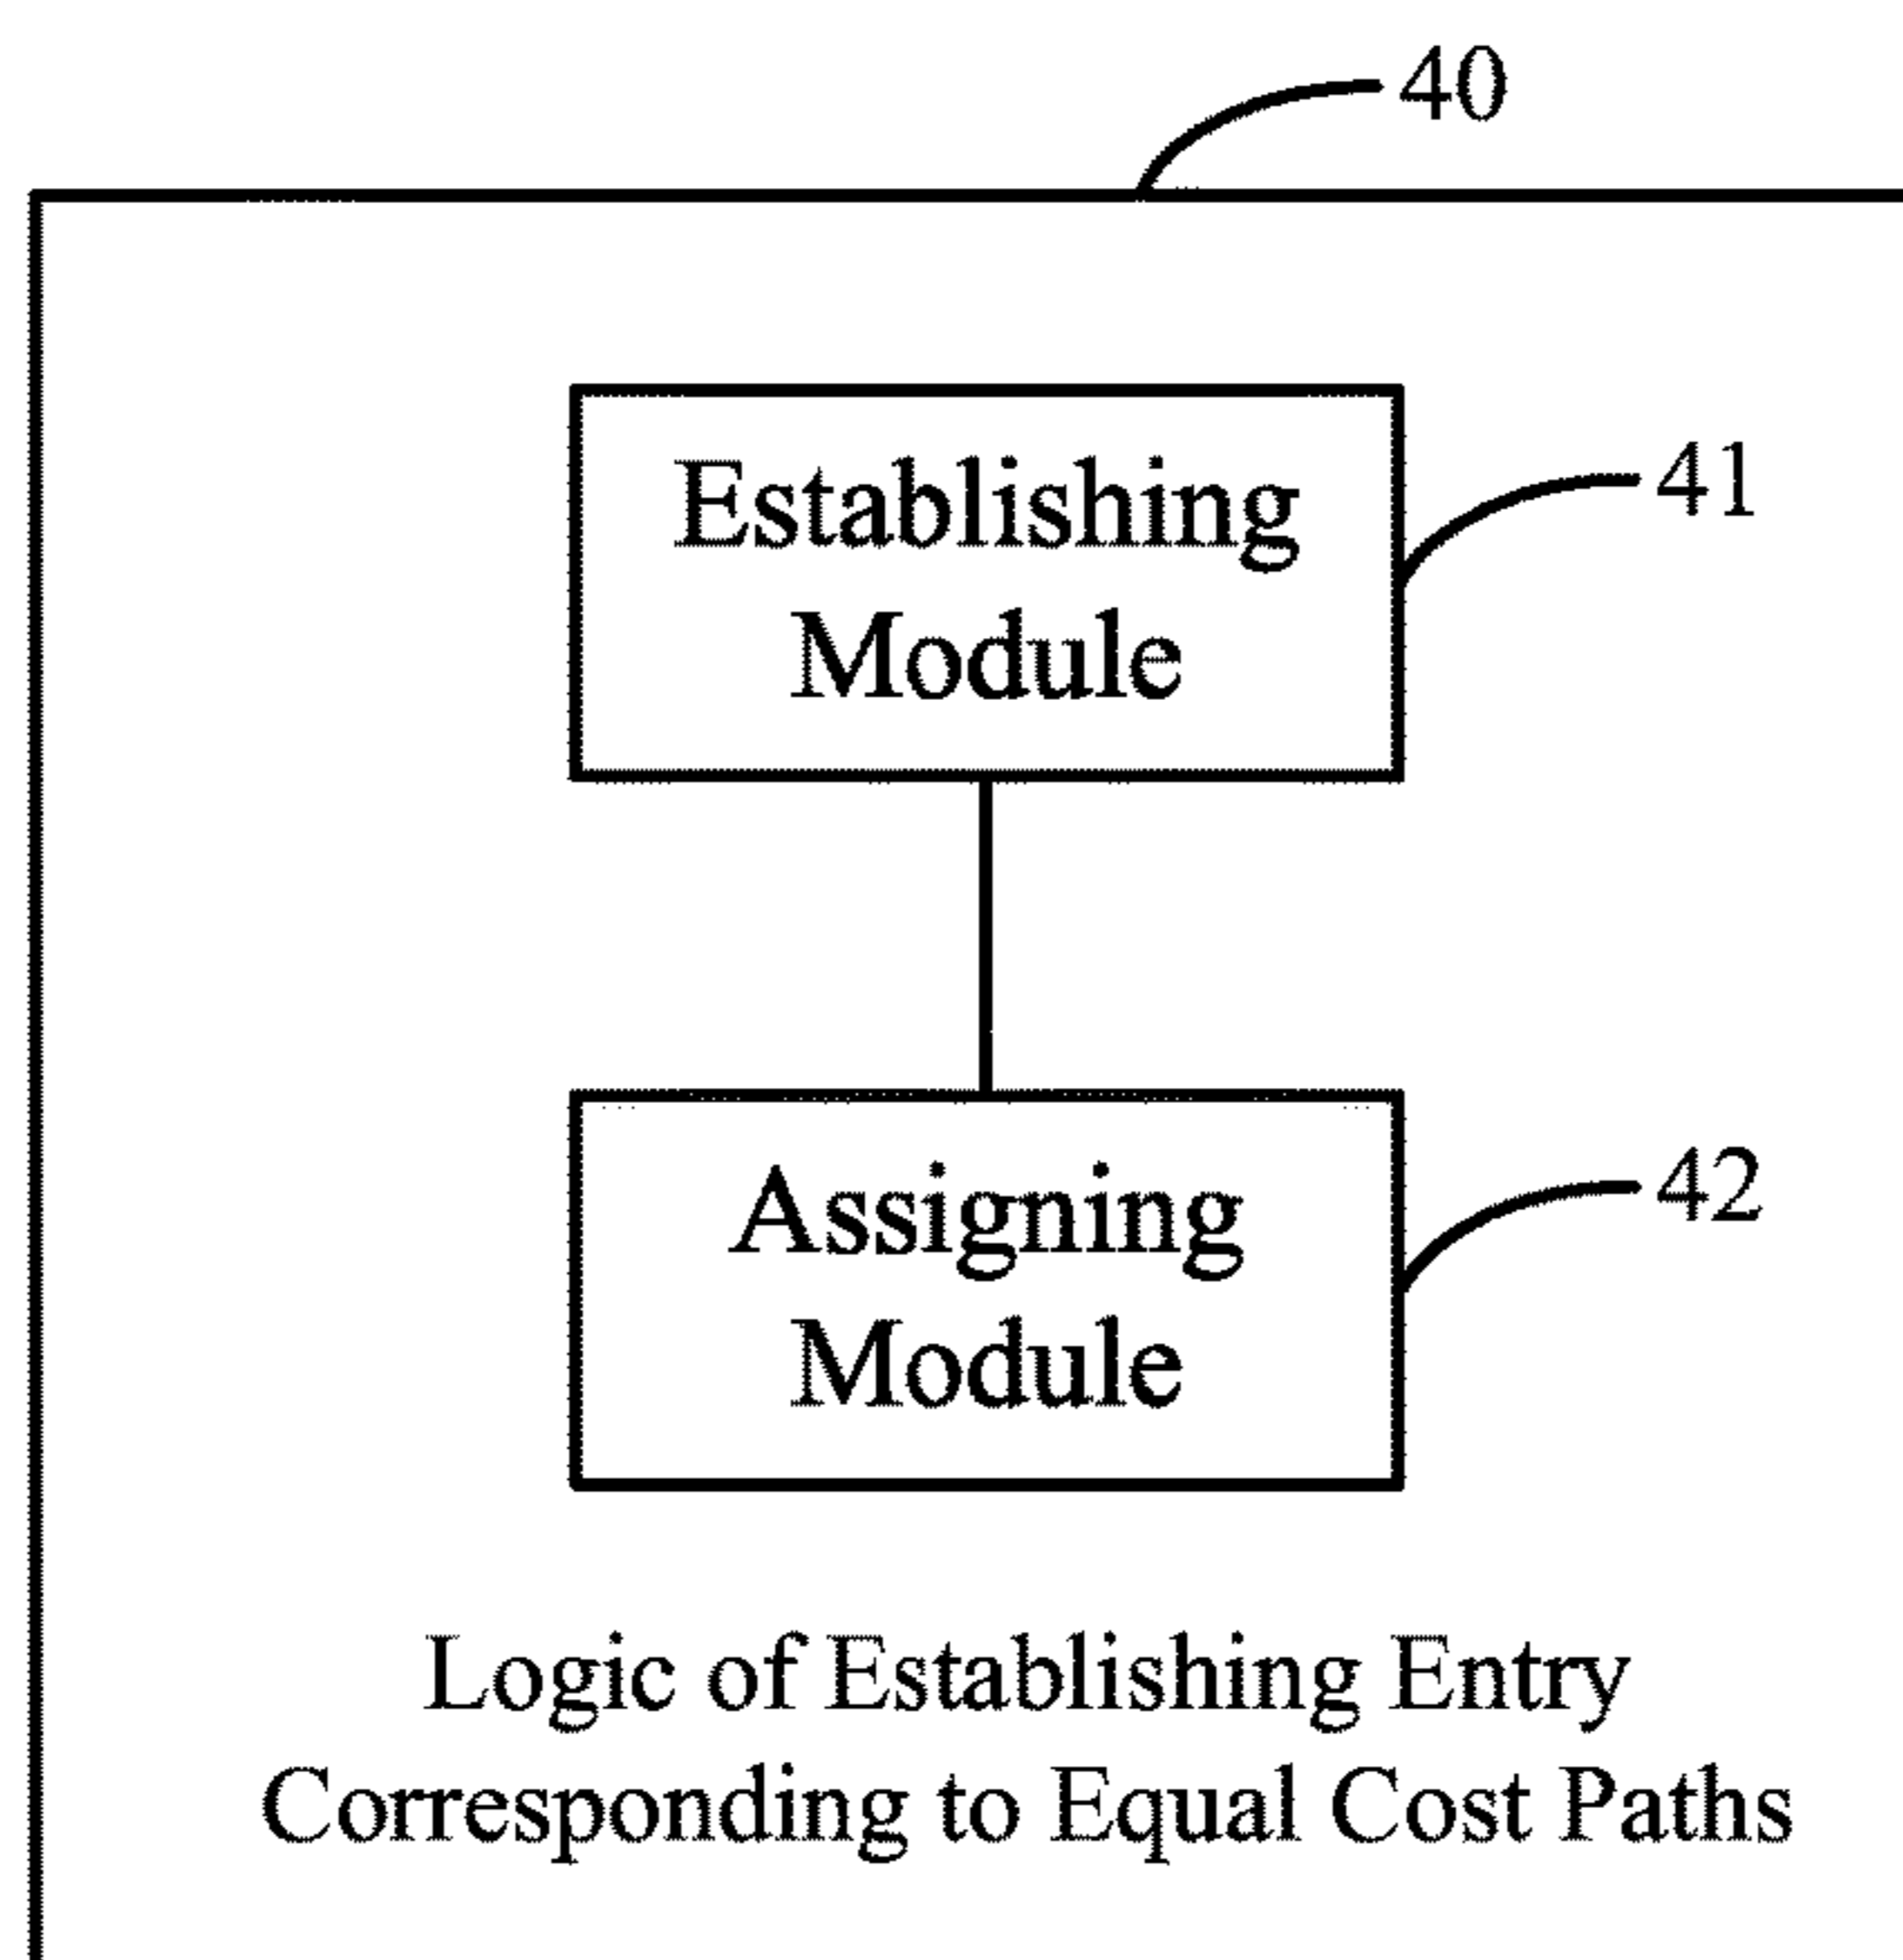 40
Establishing
Module
41
Assigning
Module
42
Logic of Establishing Entry
Corresponding to Equal Cost Paths